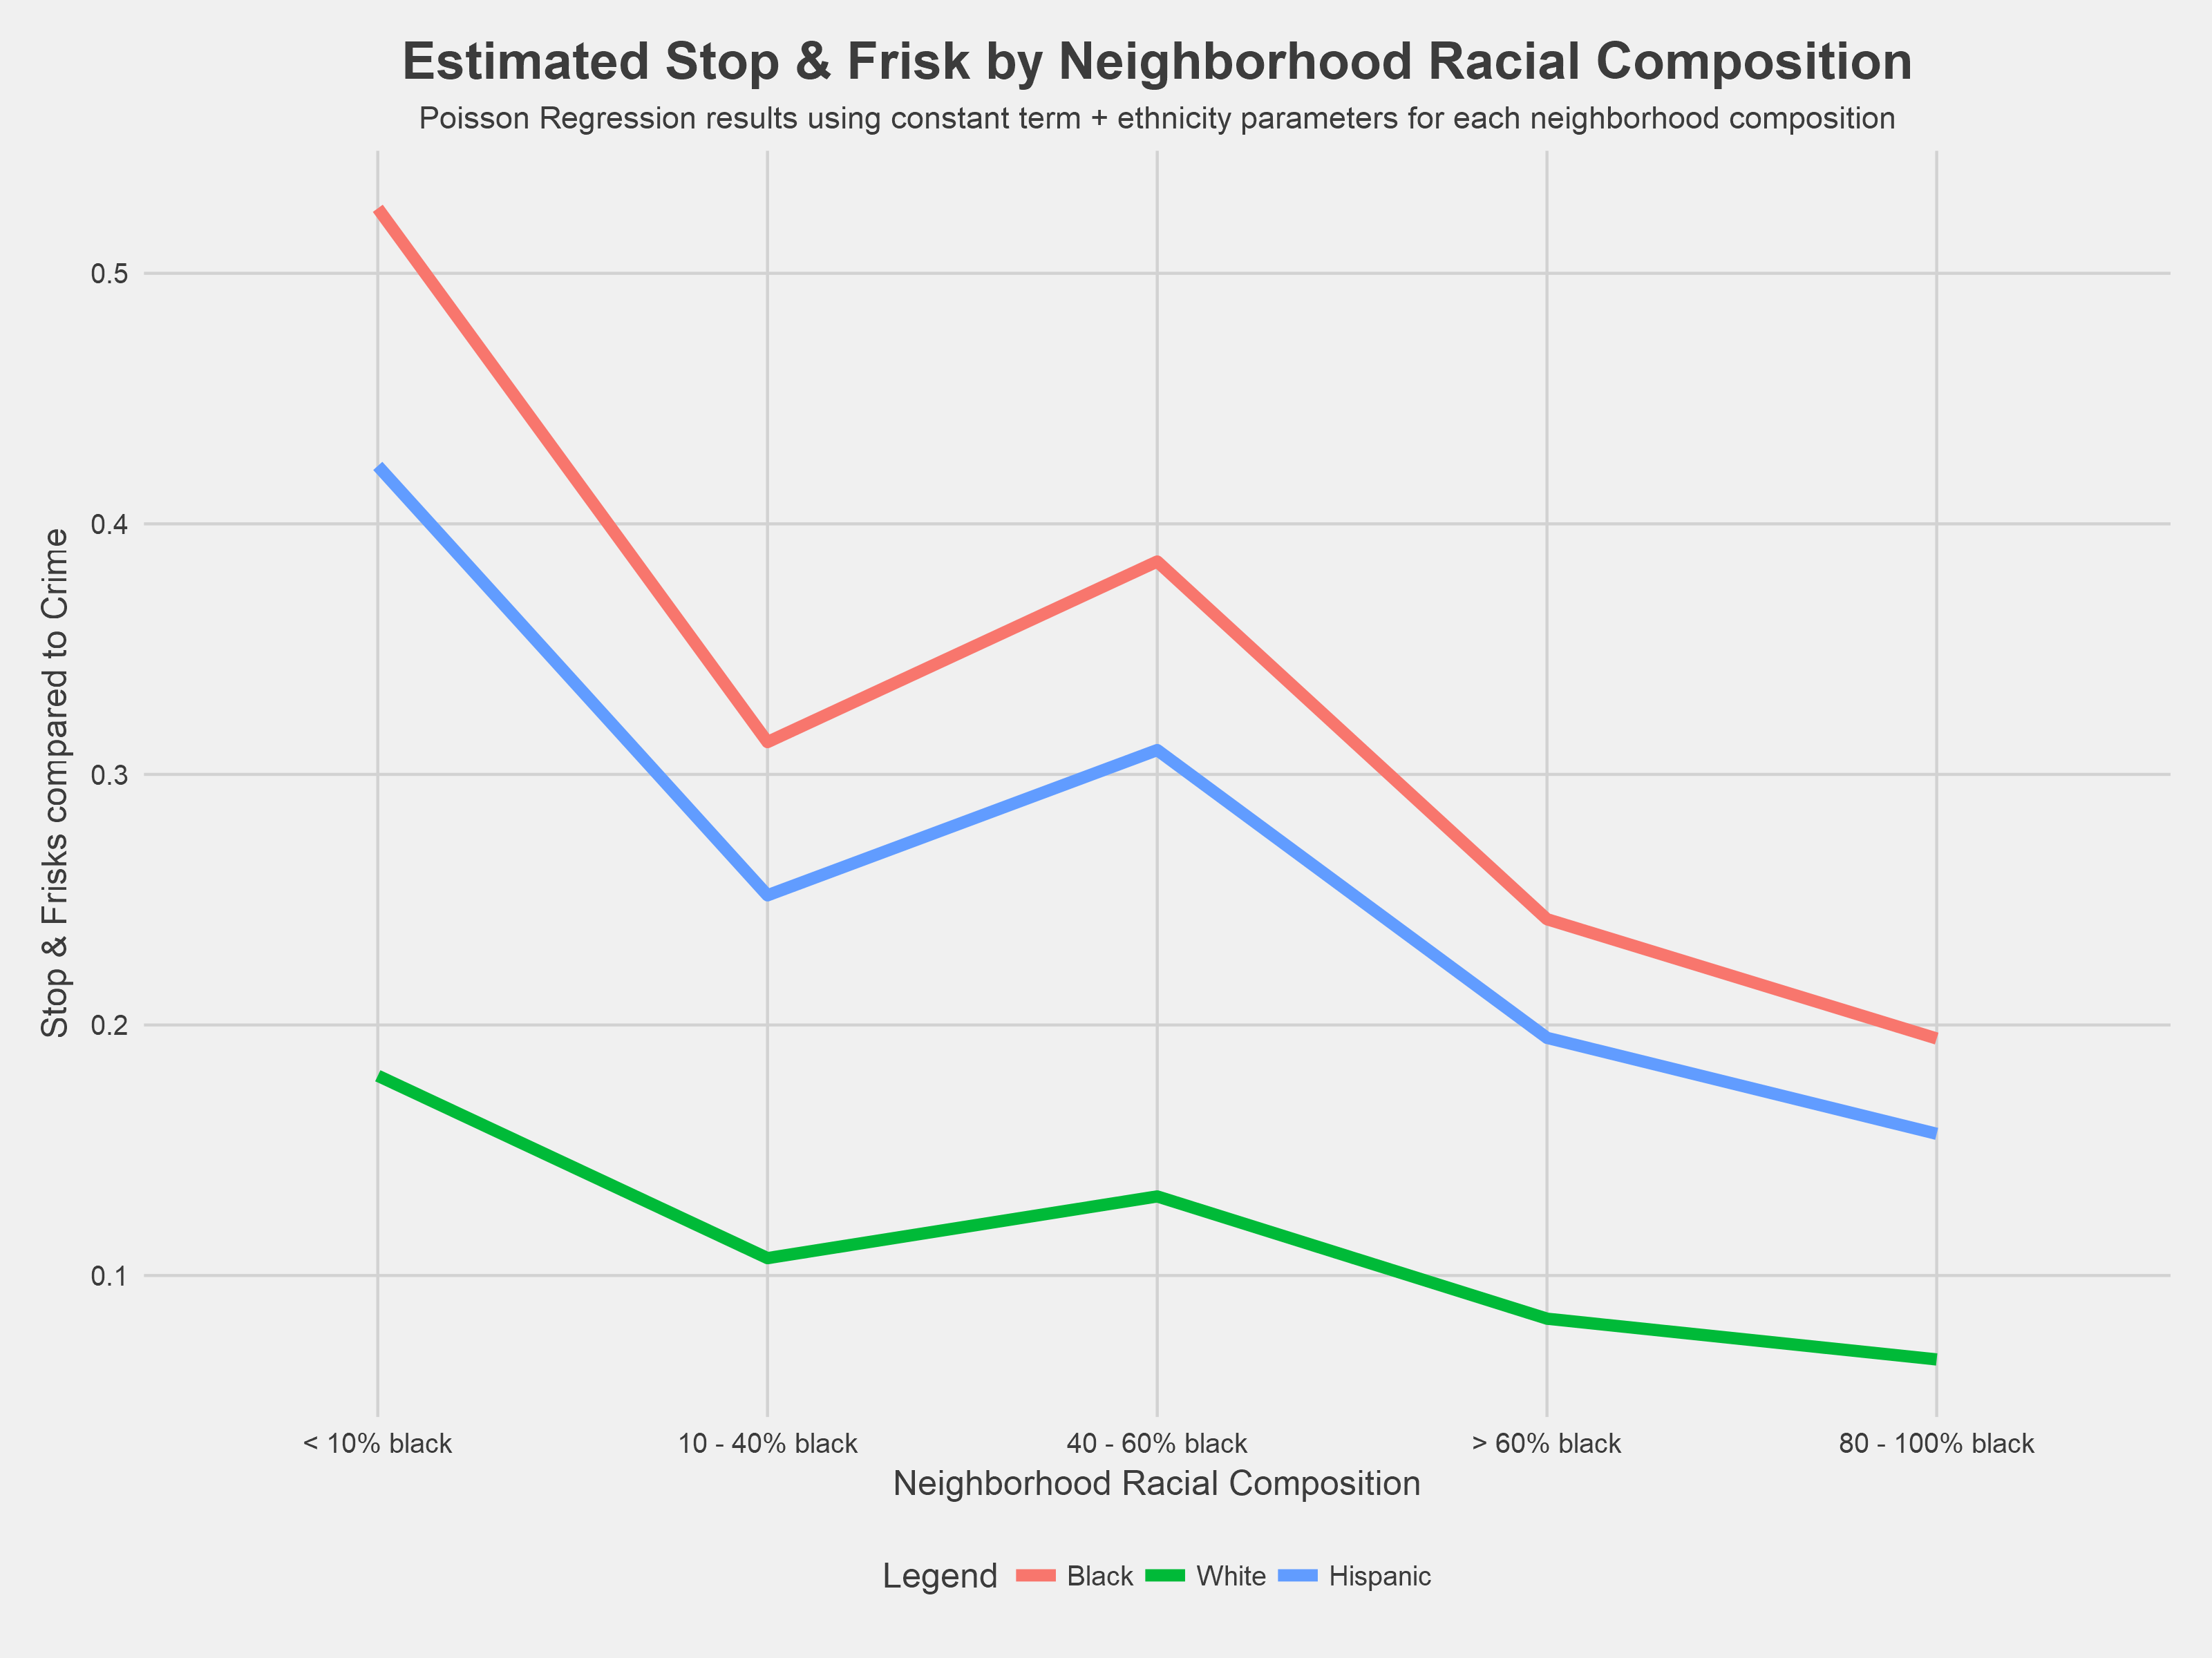 Estimated Stop & Frisk by Neighborhood Racial Composition
Poisson Regression results using constant term + ethnicity parameters for each neighborhood composition
Stop & Frisks compared to Crime
0.5
0.4
0.3
0.2
0.1
< 10% black
10 - 40% black
40 - 60% black
> 60% black
80 - 100% black
Neighborhood Racial Composition
Legend Black White Hispanic